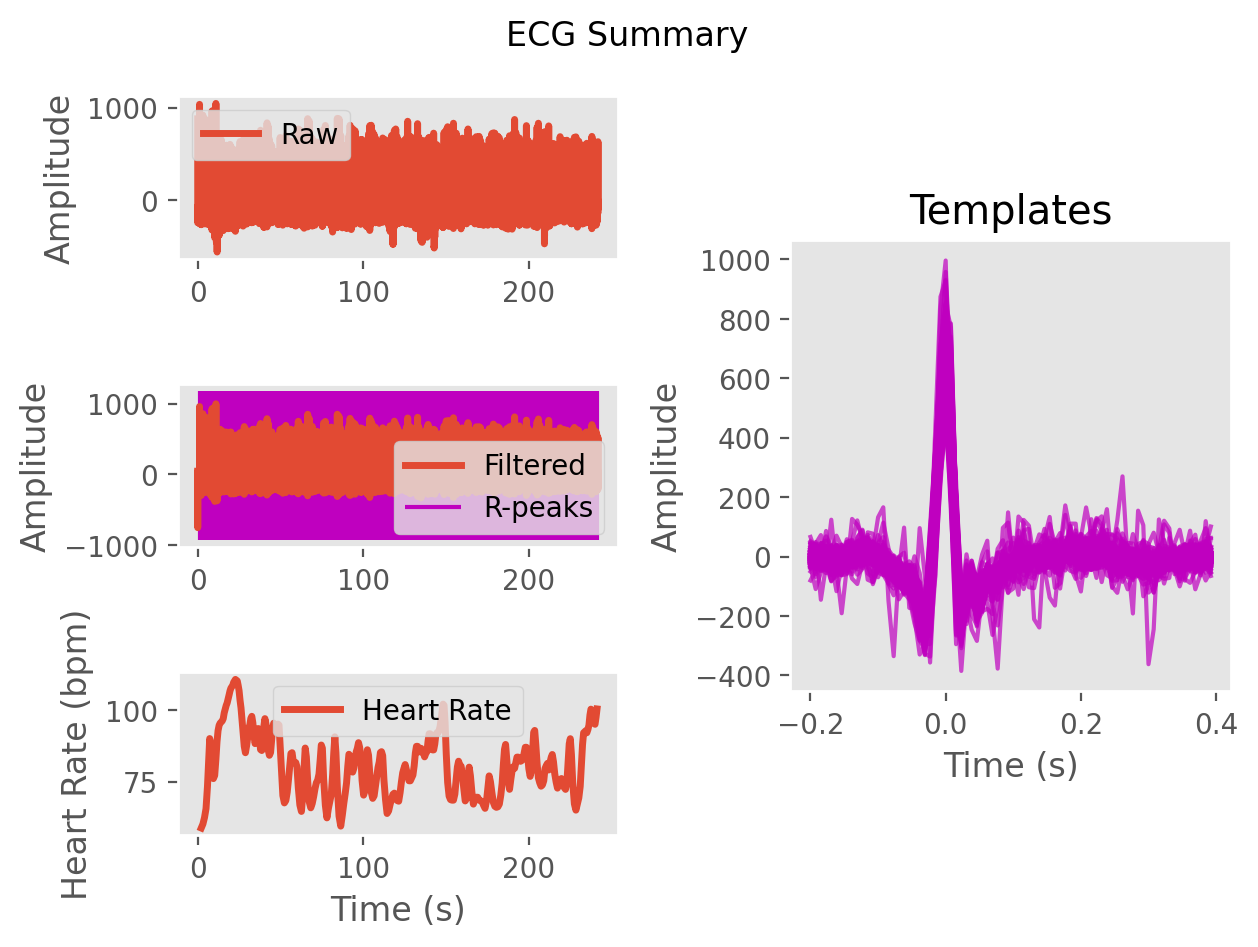 ECG Summary
Amplitude
1000
0
Raw
0 100 200
Amplitude
1000
0
−1000
Filtered
R-peaks
0 100 200
Heart Rate (bpm)
100
75
Heart Rate
0 100 200
Time (s)
Templates
Amplitude
1000
800
600
400
200
0
−200
−400
−0.2 0.0 0.2 0.4
Time (s)